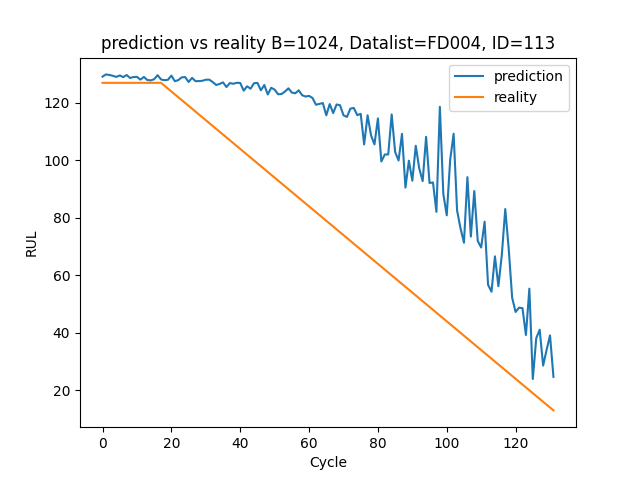 prediction vs reality B=1024, Datalist=FD004, ID=113
prediction
reality
RUL
120
100
80
60
40
20
0 20 40 60 80 100 120
Cycle